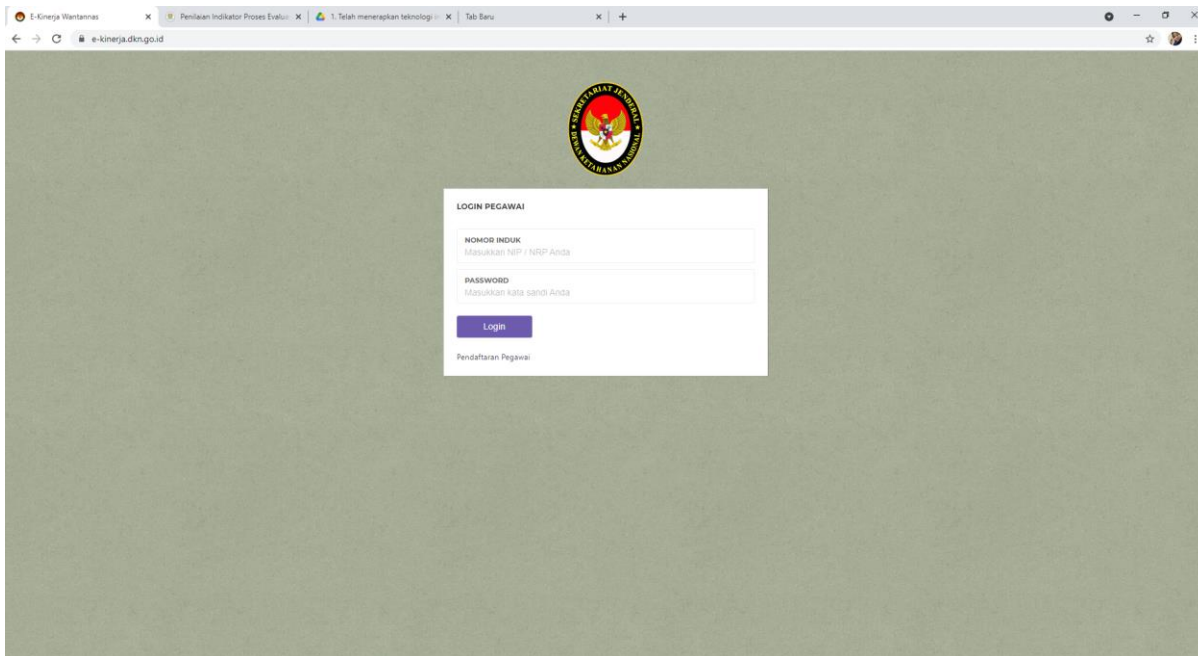 E-Kinerja Wantannas
Penilaian Indikator Proses Evalua
1. Telah menerapkan teknologi i
Tab Baru
e-kinerja.dkn.go.id
SEKRETARIAT JENDERAL
DEWAN KETAHANAN NASIONAL
LOGIN PEGAWAI
NOMOR INDUK
Masukkan NIP / NRP Anda
PASSWORD
Masukkan kata sandi Anda
Login
Pendaftaran Pegawai